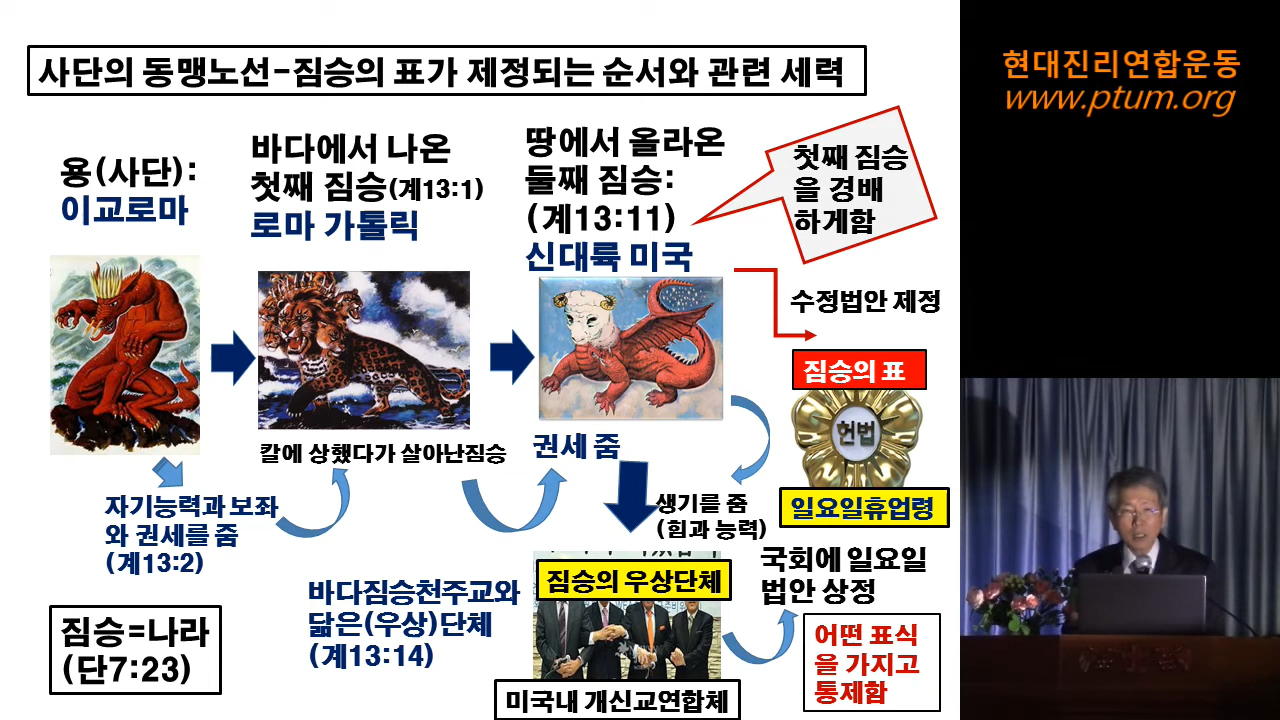 사단의 동맹노선-짐승의 표가 제정되는 순서와 관련 세력
현대진리연합운동
www.ptum.org
용(사단):
이교로마
바다에서 나온
첫째 짐승(계13:1)
로마 가톨릭
땅에서 올라온
둘째 짐승:
(계13:11)
신대륙 미국
첫째 짐승
을 경배
하게함
수정법안 제정
짐승의 표
헌법
일요일휴업령
칼에 상했다가 살아난짐승
권세 줌
자기능력과 보좌
와 권세를 줌
(계13:2)
생기를 줌
(힘과 능력)
국회에 일요일
법안 상정
짐승의 우상단체
바다짐승천주교와
닮은(우상)단체
(계13:14)
짐승=나라
(단7:23)
어떤 표식
을 가지고
통제함
미국내 개신교연합체